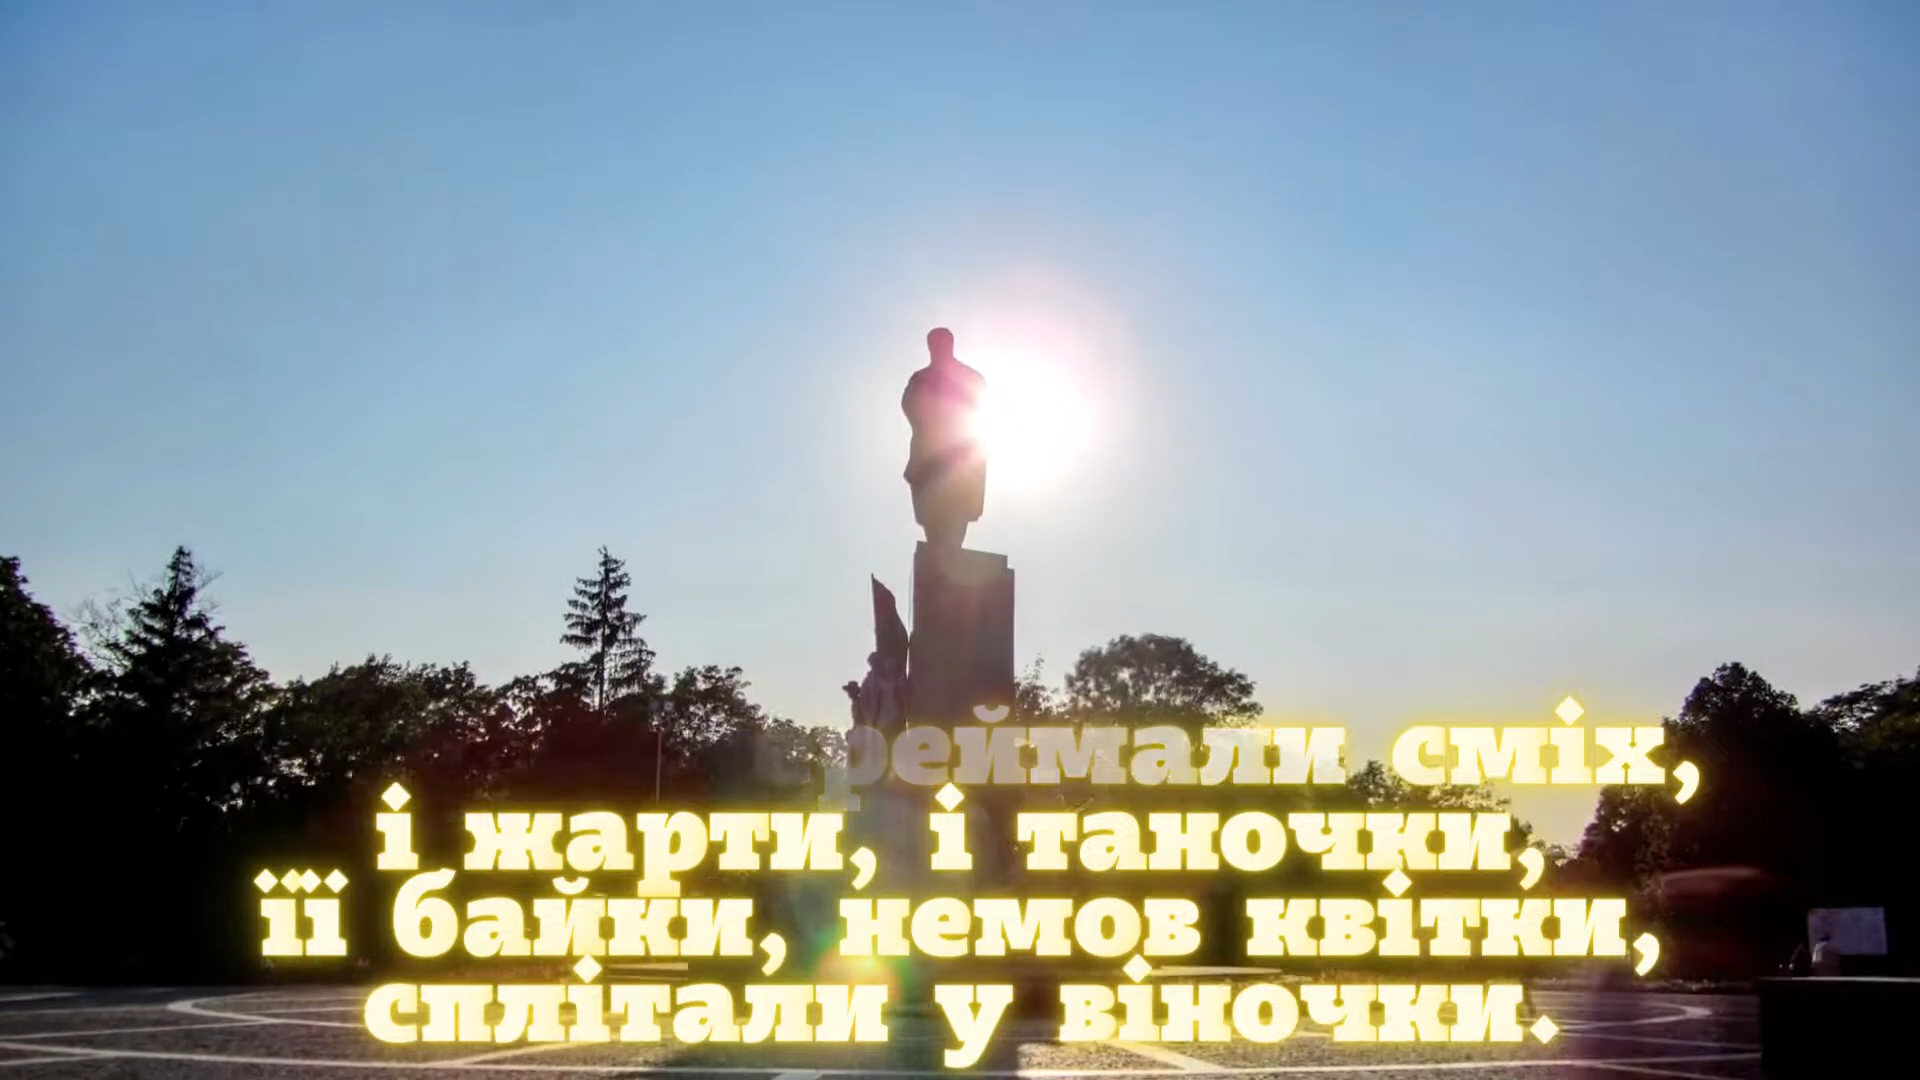 реймали сміх,
і жарти, і таночки,
її байки, немов квітки,
сплітали у віночки.